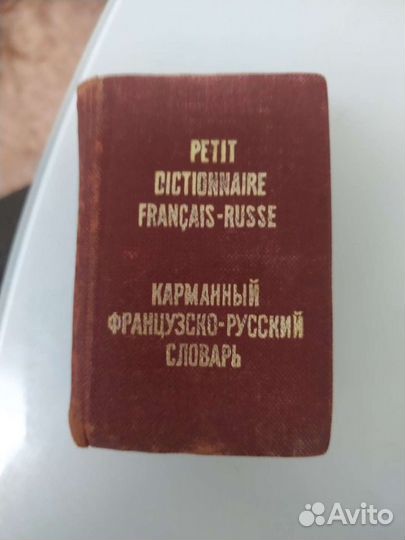 PETIT
DICTIONNAIRE
FRANÇAIS-RUSSE
КАРМАННЫЙ
ФРАНЦУЗСКО-РУССКИЙ
СЛОВАРЬ
Avito